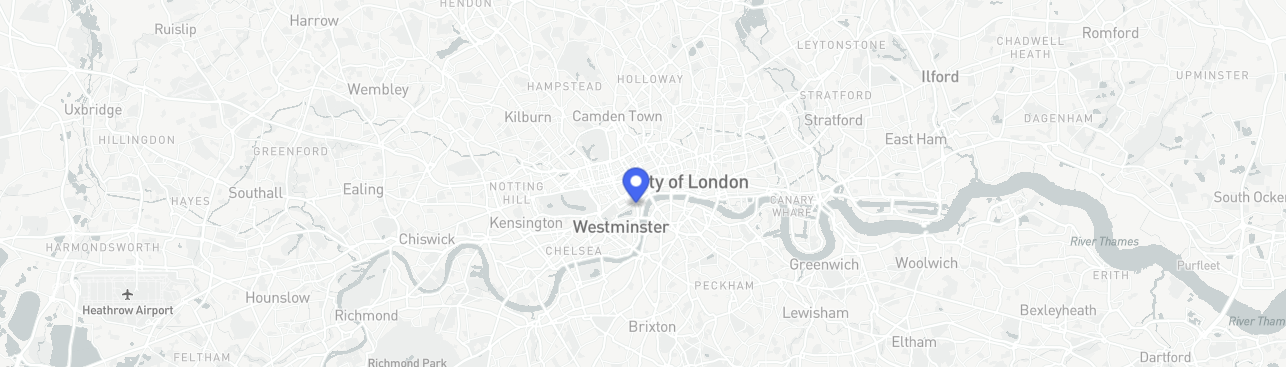 HENDON
Ruislip
Harrow
Romford
LEYTONSTONE
CHADWELL
HEATH
UPMINSTER
Ilford
HOLLOWAY
HAMPSTEAD
Wembley
STRATFORD
Uxbridge
Kilburn
Camden Town
Stratford
DAGENHAM
HILLINGDON
East Ham
GREENFORD
ty of London
NOTTING
HILL
Southall
Ealing
HAYES
CANARY
WHARF
South Ocken
Kensington
Westminster
Chiswick
HARMONDSWORTH
CHELSEA
River Thames
Greenwich
Woolwich
Purfleet
ERITH
PECKHAM
Hounslow
Heathrow Airport
Richmond
Lewisham
Bexleyheath
Brixton
River Tham
Eltham
FELTHAM
Richmond Park
Dartford